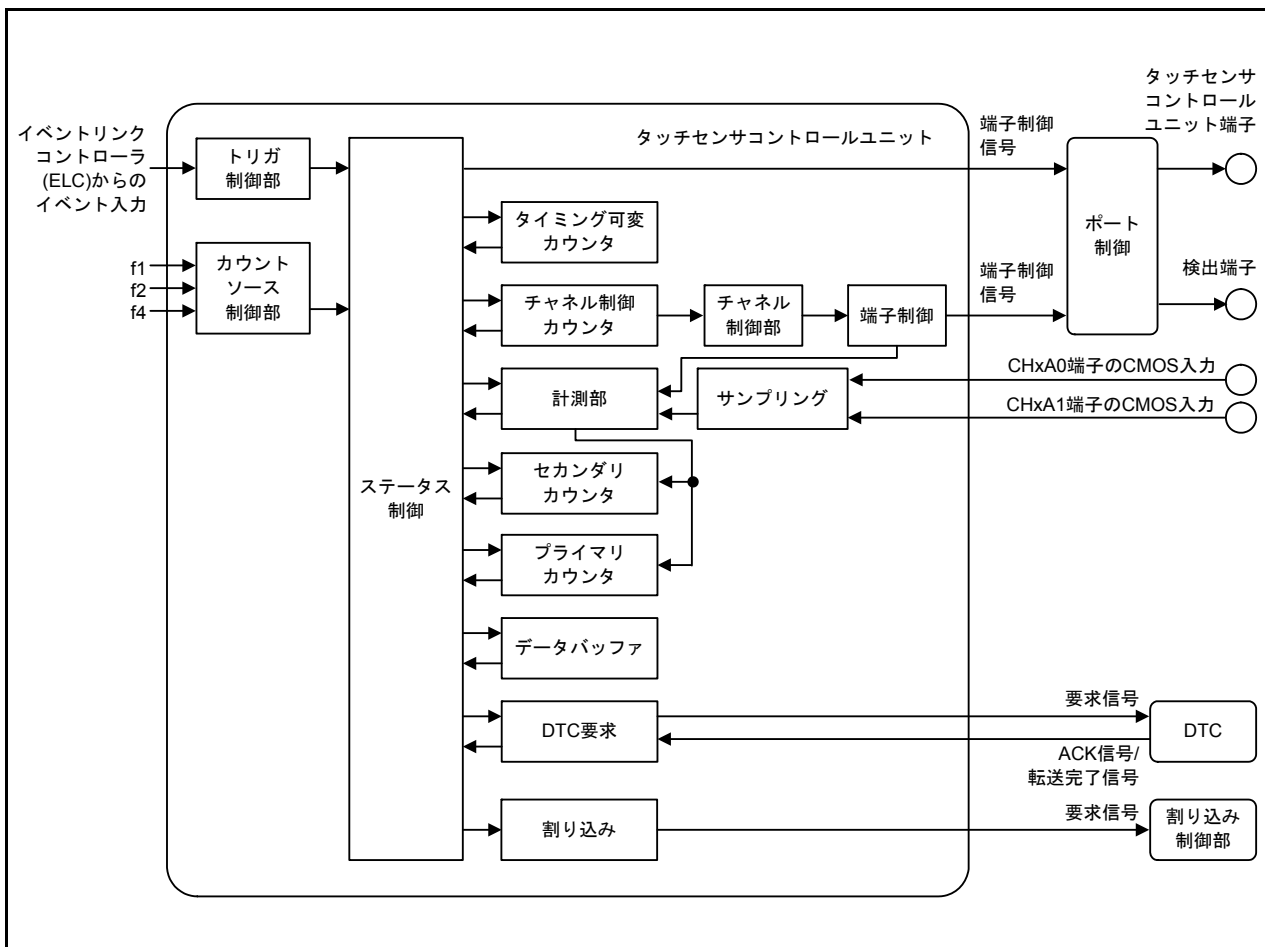 タッチセンサ
コントロール
ユニット端子
イベントリンク
コントローラ
(ELC)からの
イベント入力
トリガ
制御部
タッチセンサコントロールユニット
端子制御
信号
f1
f2
f4
カウント
ソース
制御部
タイミング可変
カウンタ
ポート
制御
チャネル制御
カウンタ
チャネル
制御部
端子制御
端子制御
信号
検出端子
計測部
サンプリング
CHxA0端子のCMOS入力
CHxA1端子のCMOS入力
ステータス
制御
セカンダリ
カウンタ
プライマリ
カウンタ
データバッファ
DTC要求
要求信号
DTC
ACK信号/
転送完了信号
割り込み
要求信号
割り込み
制御部